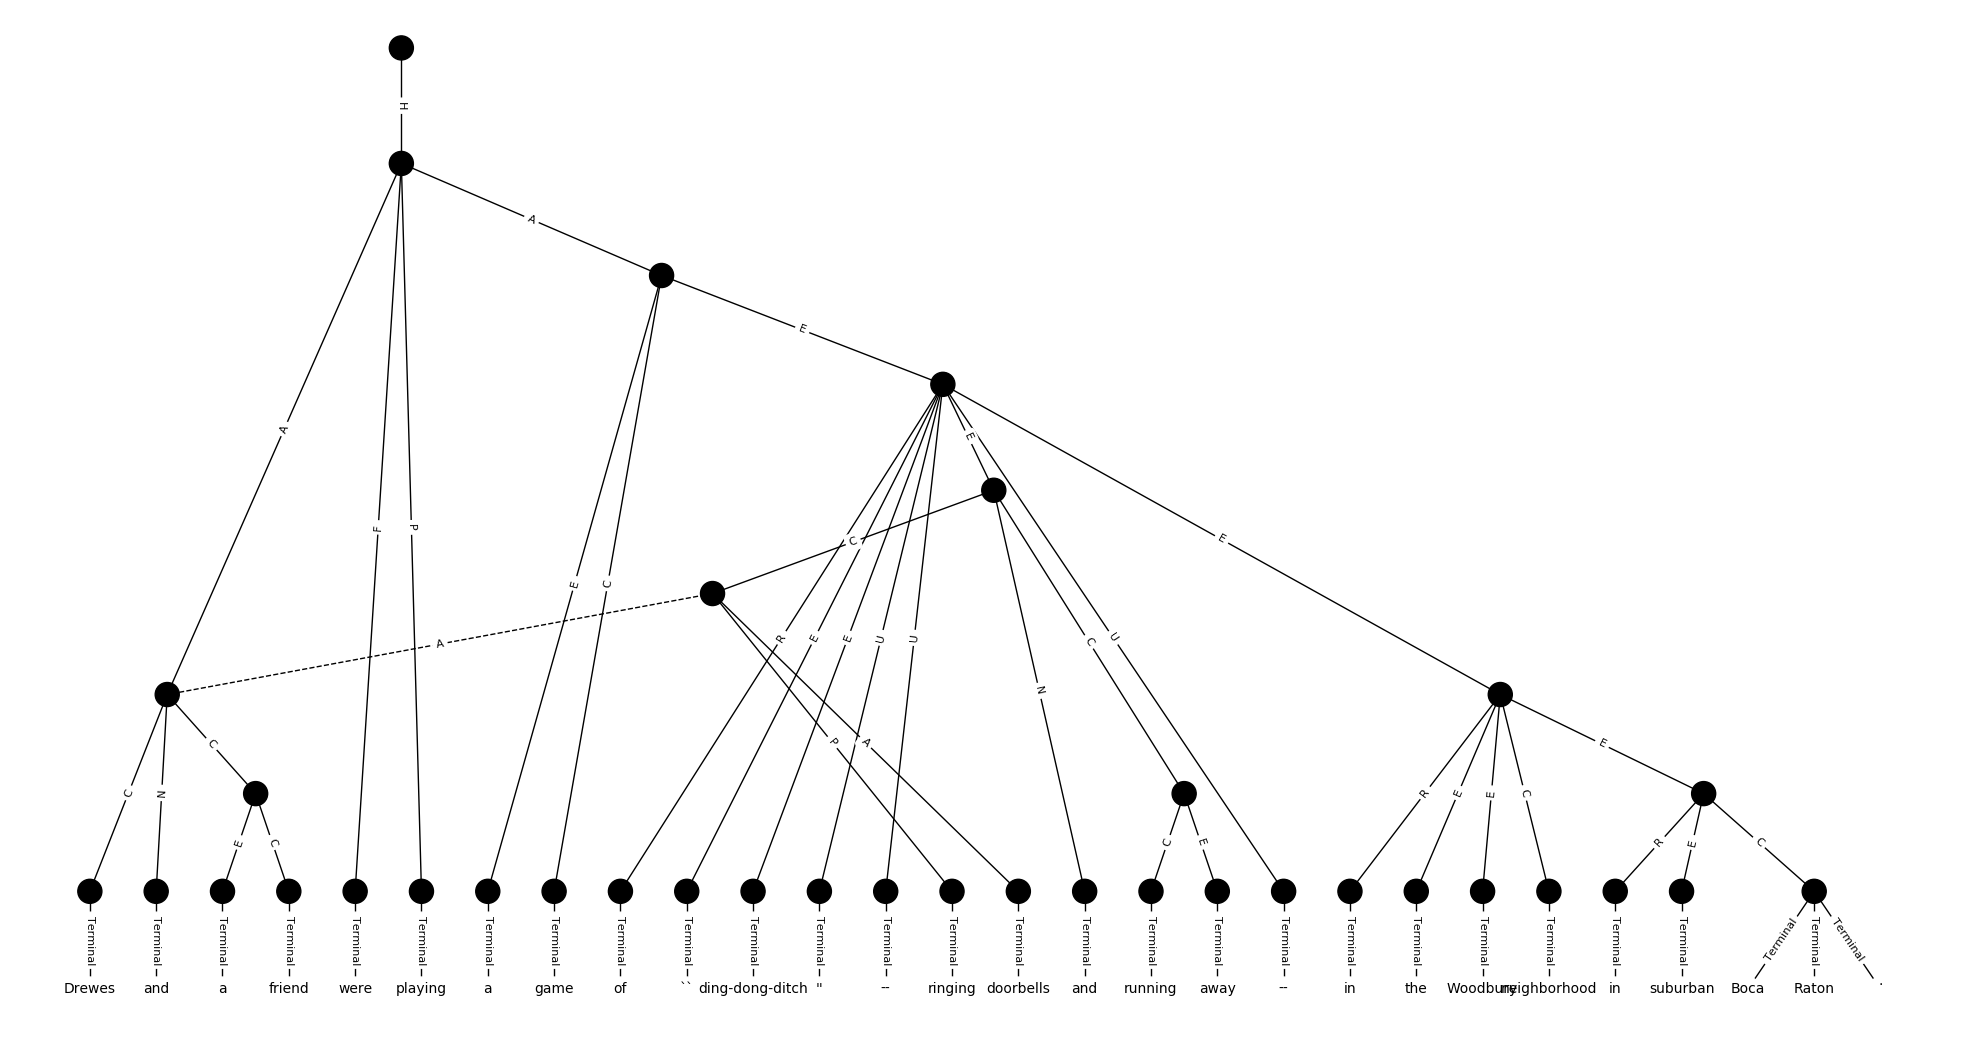 H
A
E
A
F
P
E
E
C
E
C
R
E
E
U
U
C
U
A
N
C
P
A
E
C
N
R
E
E
C
E
C
C
E
R
E
C
Terminal Terminal Terminal Terminal Terminal Terminal Terminal Terminal Terminal Terminal Terminal Terminal Terminal Terminal Terminal Terminal Terminal Terminal Terminal Terminal Terminal Terminal Terminal Terminal Terminal Terminal Terminal Terminal
Drewes and a friend were playing a game of `` ding-dong-ditch " -- ringing doorbells and running away -- in the Woodbury neighborhood in suburban Boca Raton .